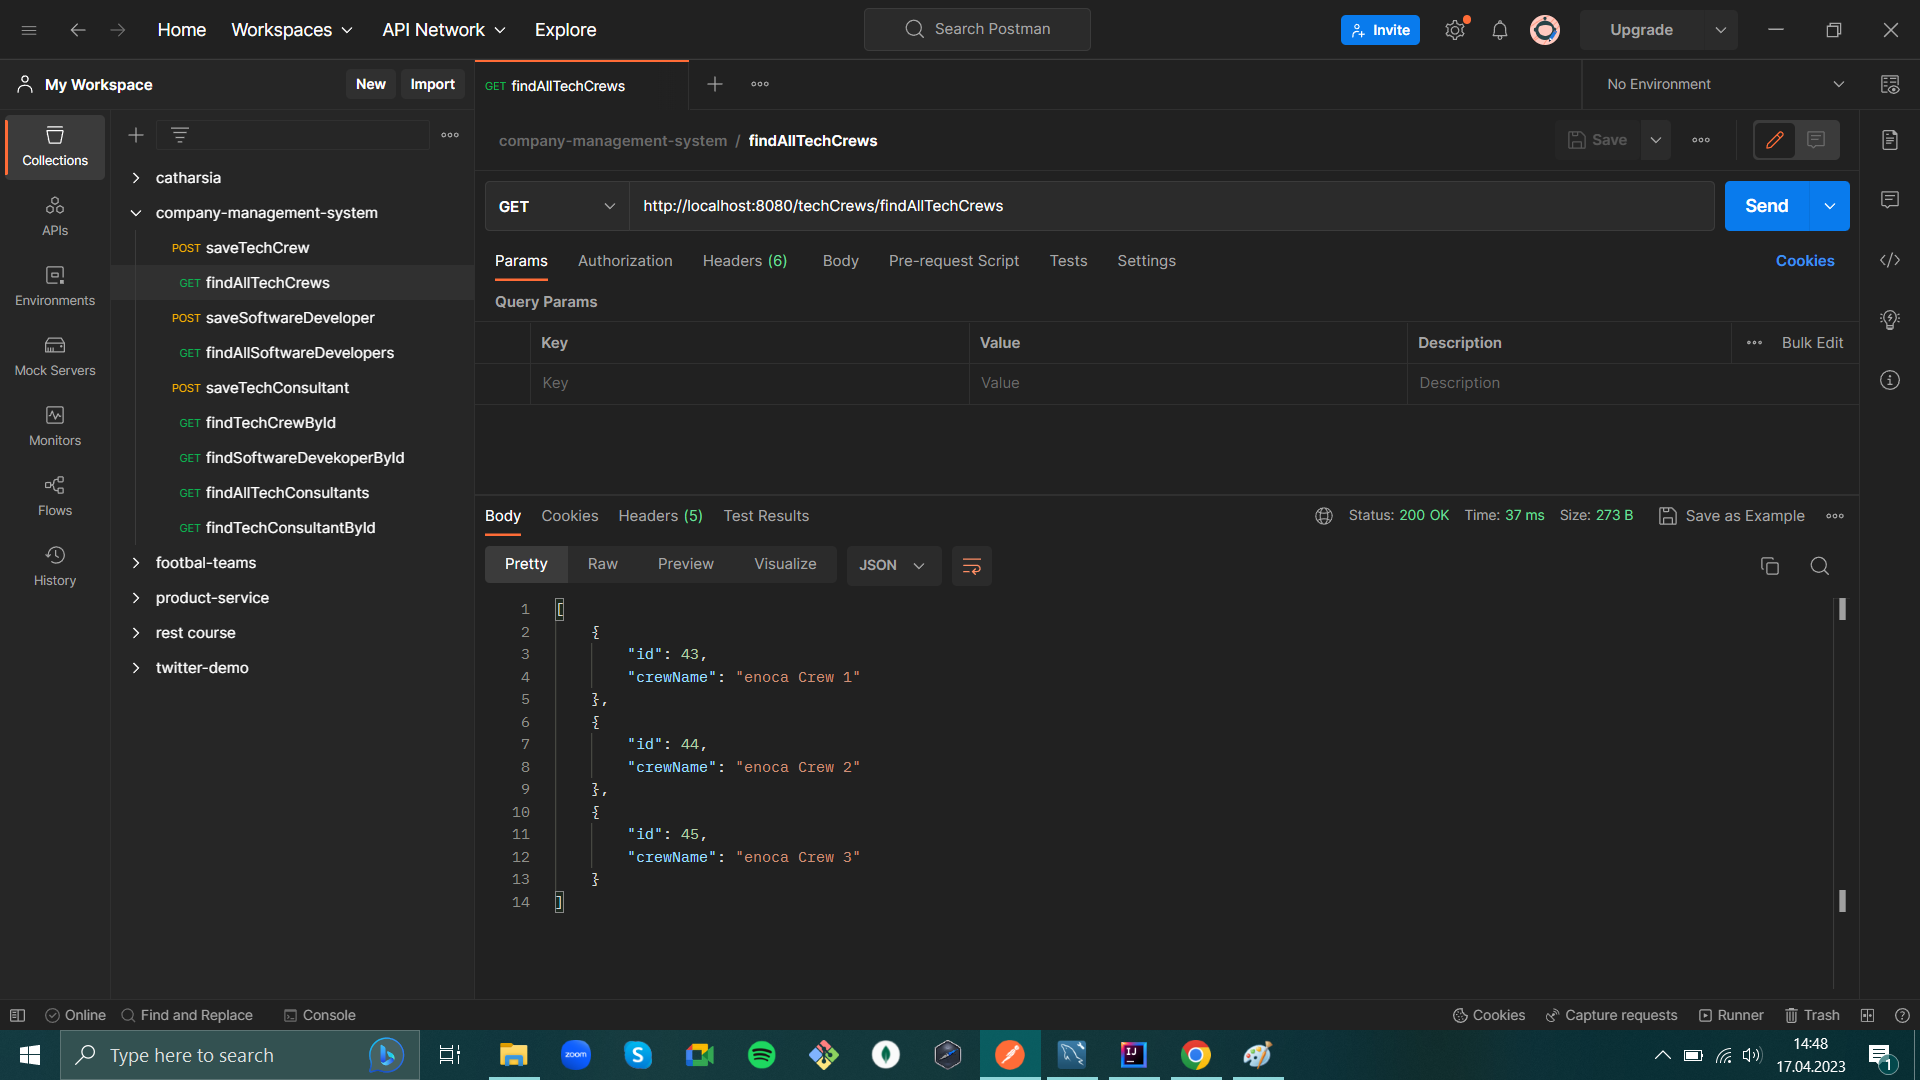 Home
Workspaces
API Network
Explore
Search Postman
Invite
Upgrade
My Workspace
New
Import
GET findAllTechCrews
No Environment
Collections
APIs
Environments
Mock Servers
Monitors
Flows
History
catharsia
company-management-system
POST saveTechCrew
GET findAllTechCrews
POST saveSoftwareDeveloper
GET findAllSoftwareDevelopers
POST saveTechConsultant
GET findTechCrewById
GET findSoftwareDevekoperById
GET findAllTechConsultants
GET findTechConsultantById
footbal-teams
product-service
rest course
twitter-demo
company-management-system / findAllTechCrews
Save
GET
http://localhost:8080/techCrews/findAllTechCrews
Send
Params
Authorization
Headers (6)
Body
Pre-request Script
Tests
Settings
Cookies
Query Params
Key
Value
Description
Bulk Edit
Key
Value
Description
Body
Cookies
Headers (5)
Test Results
Status: 200 OK
Time: 37 ms
Size: 273 B
Save as Example
Pretty
Raw
Preview
Visualize
JSON
1 [
2 {
3 "id": 43,
4 "crewName": "enoca Crew 1"
5 },
6 {
7 "id": 44,
8 "crewName": "enoca Crew 2"
9 },
10 {
11 "id": 45,
12 "crewName": "enoca Crew 3"
13 }
14 ]
Online
Find and Replace
Console
Cookies
Capture requests
Runner
Trash
Type here to search
zoom
IJ
14:48
17.04.2023
1